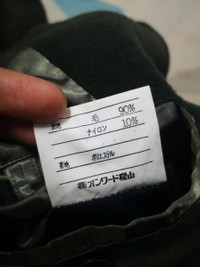 毛 90%
ナイロン 10%
裏地 ポリエステル
㈱オンワード樫山